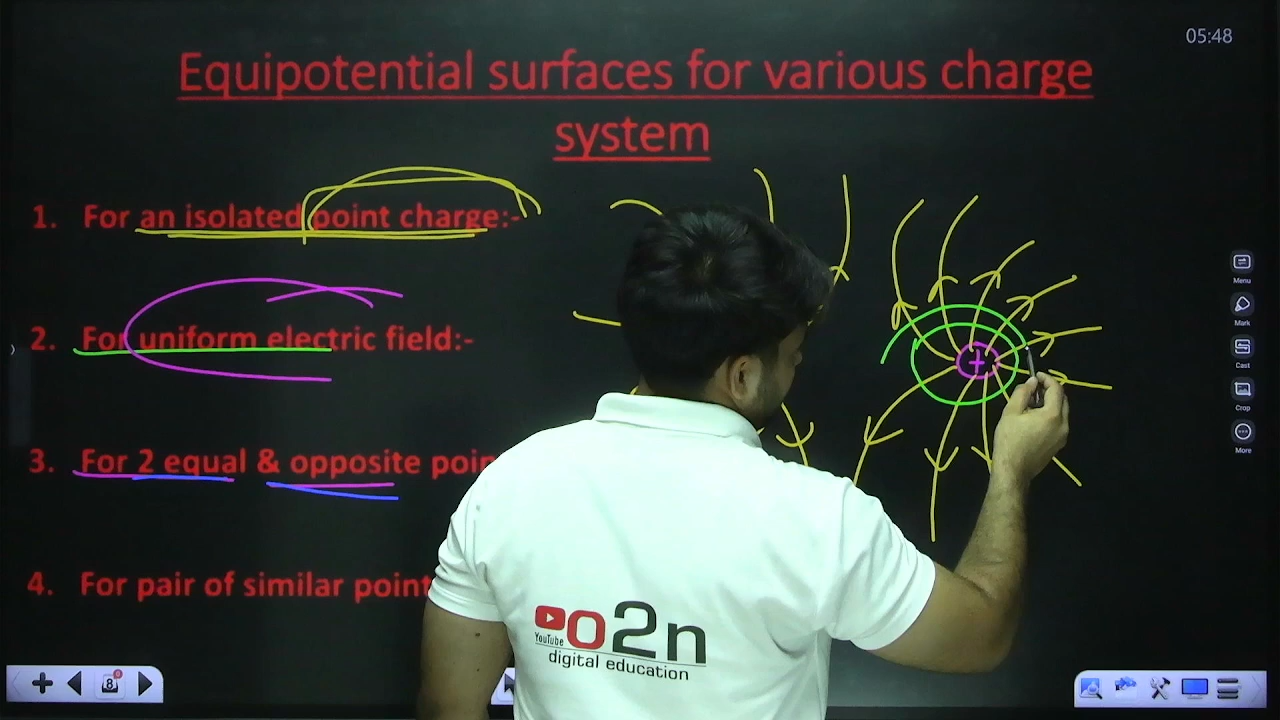 05:48
Equipotential surfaces for various charge
system
1. For an isolated point charge:-
2. For uniform electric field:-
3. For 2 equal & opposite
4. For pair of similar point
+
Menu
Mark
Cast
Crop
More
8
YouTube o2n
digital education